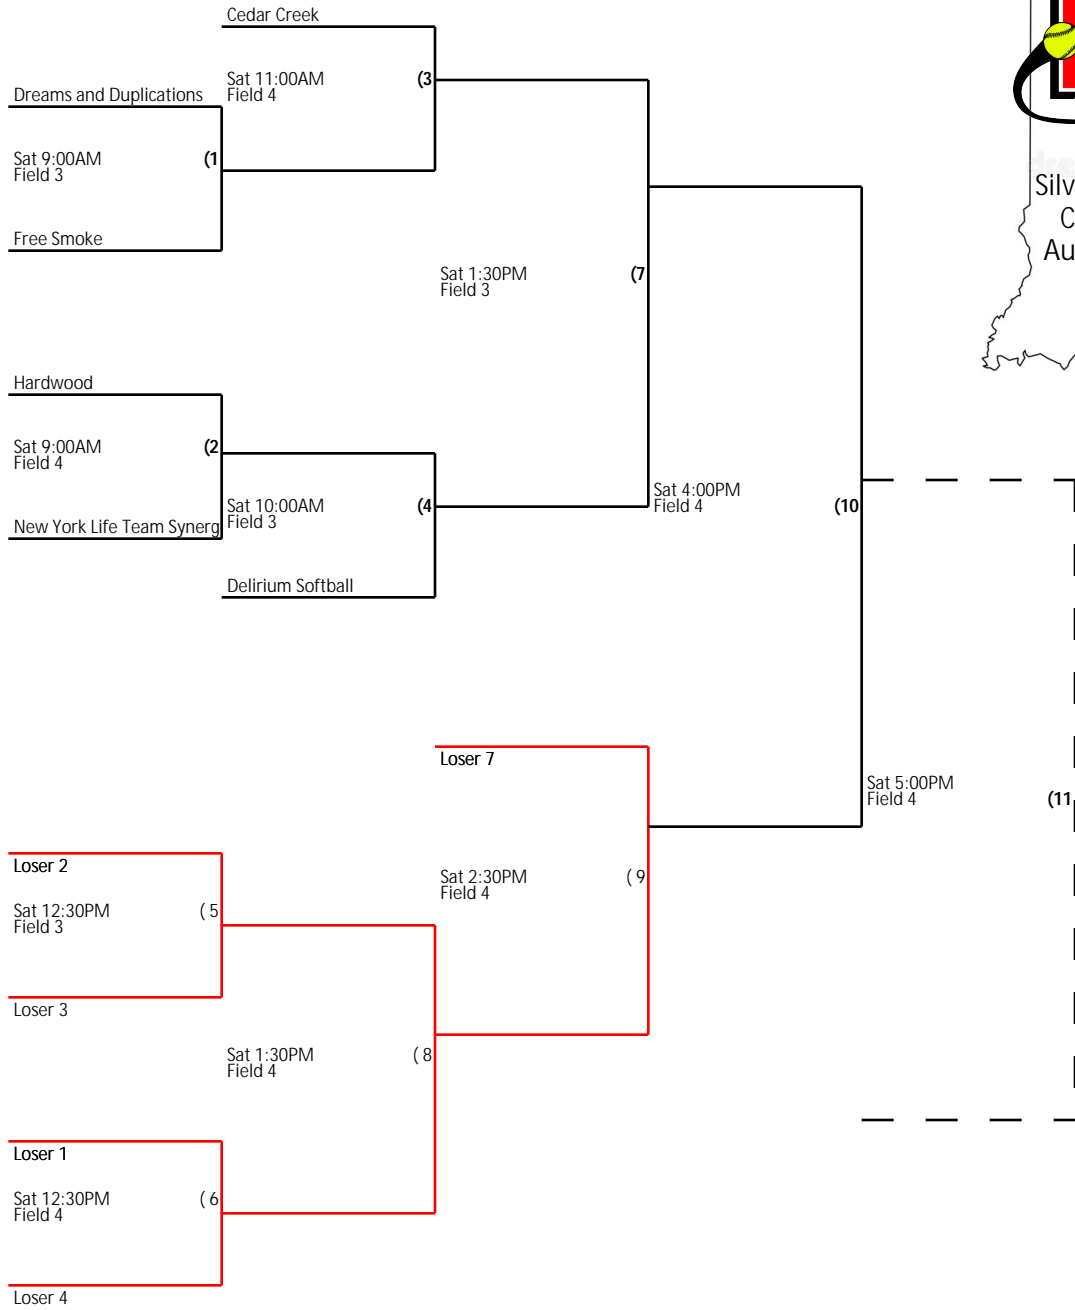 Cedar Creek
Sat 11:00AM
Field 4
(3
Dreams and Duplications
Sat 9:00AM
Field 3
(1
Free Smoke
Silv
C
Au
Sat 1:30PM
Field 3
(7
Hardwood
Sat 9:00AM
Field 4
(2
New York Life Team Synerg
Sat 10:00AM
Field 3
(4
Delirium Softball
Sat 4:00PM
Field 4
(10
Loser 7
Sat 5:00PM
Field 4
(11
Loser 2
Sat 12:30PM
Field 3
( 5
Loser 3
Sat 2:30PM
Field 4
( 9
Sat 1:30PM
Field 4
( 8
Loser 1
Sat 12:30PM
Field 4
( 6
Loser 4